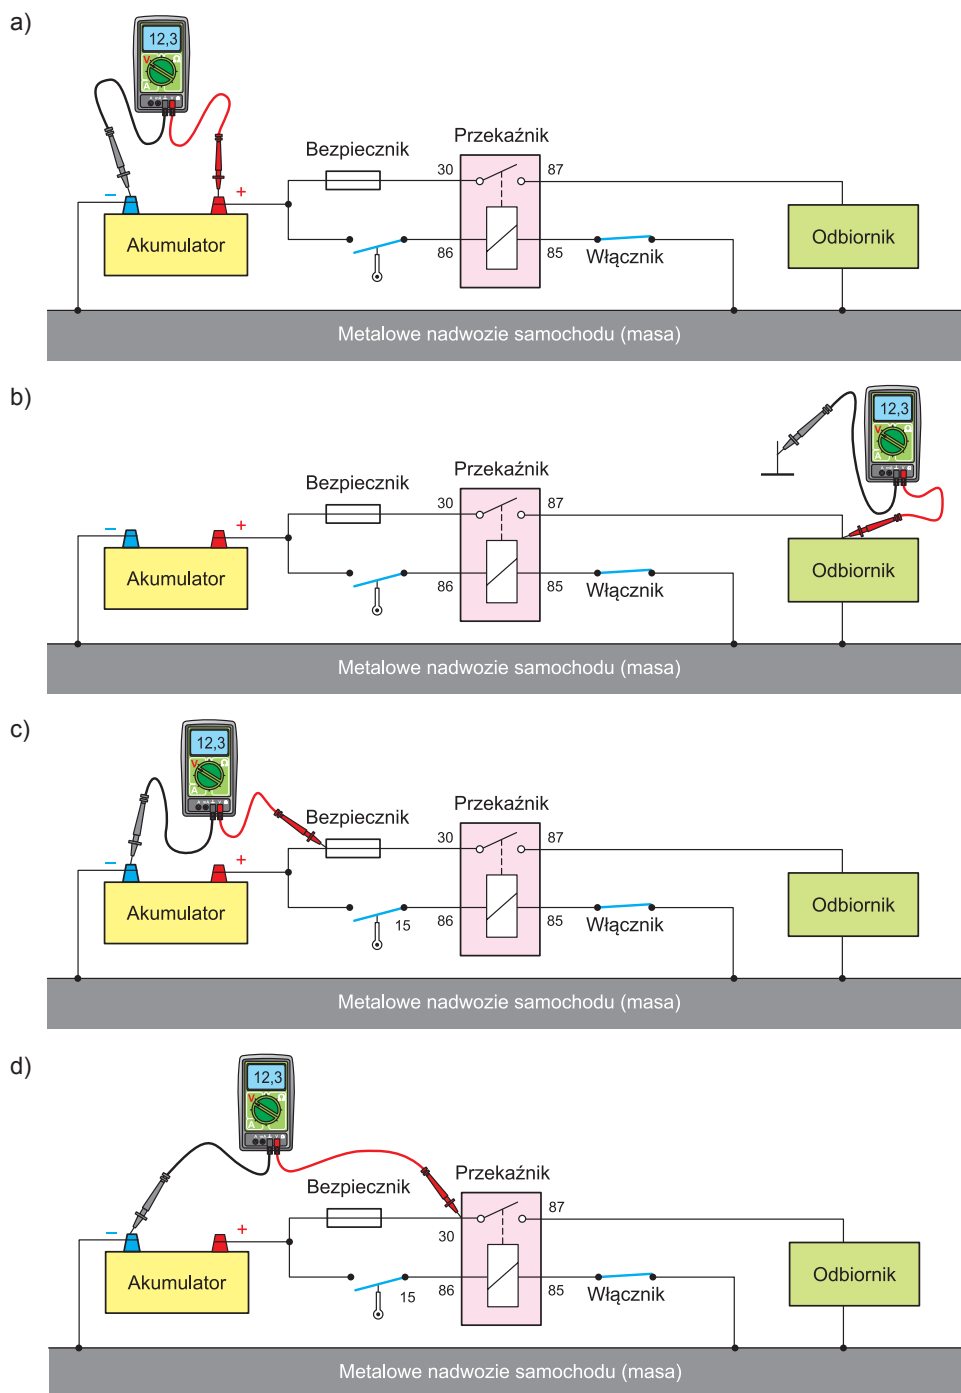 a)
12,3
V Ω
A
Bezpiecznik
Przekaźnik
30
87
− +
Akumulator
86
85
Włącznik
Odbiornik
Metalowe nadwozie samochodu (masa)
b)
12,3
V Ω
A
Bezpiecznik
Przekaźnik
30
87
− +
Akumulator
86
85
Włącznik
Odbiornik
Metalowe nadwozie samochodu (masa)
c)
12,3
V Ω
A
Bezpiecznik
Przekaźnik
30
87
− +
Akumulator
15
86
85
Włącznik
Odbiornik
Metalowe nadwozie samochodu (masa)
d)
12,3
V Ω
A
Bezpiecznik
Przekaźnik
87
30
− +
Akumulator
15
86
85
Włącznik
Odbiornik
Metalowe nadwozie samochodu (masa)